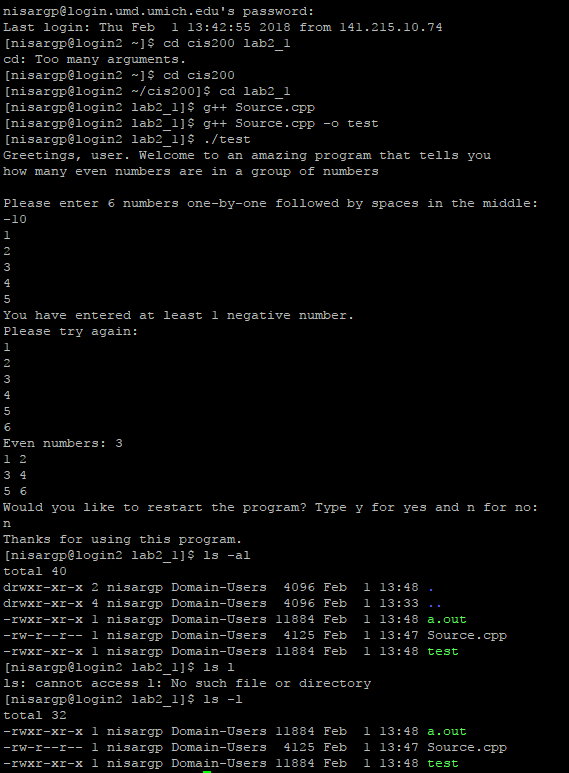 nisargp@login.umd.umich.edu's password:
Last login: Thu Feb  1 13:42:55 2018 from 141.215.10.74
[nisargp@login2 ~]$ cd cis200 lab2_1
cd: Too many arguments.
[nisargp@login2 ~]$ cd cis200
[nisargp@login2 ~/cis200]$ cd lab2_1
[nisargp@login2 lab2_1]$ g++ Source.cpp
[nisargp@login2 lab2_1]$ g++ Source.cpp -o test
[nisargp@login2 lab2_1]$ ./test
Greetings, user. Welcome to an amazing program that tells you
how many even numbers are in a group of numbers

Please enter 6 numbers one-by-one followed by spaces in the middle:
-10
1
2
3
4
5
You have entered at least 1 negative number.
Please try again:
1
2
3
4
5
6
Even numbers: 3
1 2
3 4
5 6
Would you like to restart the program? Type y for yes and n for no:
n
Thanks for using this program.
[nisargp@login2 lab2_1]$ ls -al
total 40
drwxr-xr-x 2 nisargp Domain-Users  4096 Feb  1 13:48 .
drwxr-xr-x 4 nisargp Domain-Users  4096 Feb  1 13:33 ..
-rwxr-xr-x 1 nisargp Domain-Users 11884 Feb  1 13:48 a.out
-rw-r--r-- 1 nisargp Domain-Users  4125 Feb  1 13:47 Source.cpp
-rwxr-xr-x 1 nisargp Domain-Users 11884 Feb  1 13:48 test
[nisargp@login2 lab2_1]$ ls l
ls: cannot access l: No such file or directory
[nisargp@login2 lab2_1]$ ls -l
total 32
-rwxr-xr-x 1 nisargp Domain-Users 11884 Feb  1 13:48 a.out
-rw-r--r-- 1 nisargp Domain-Users  4125 Feb  1 13:47 Source.cpp
-rwxr-xr-x 1 nisargp Domain-Users 11884 Feb  1 13:48 test